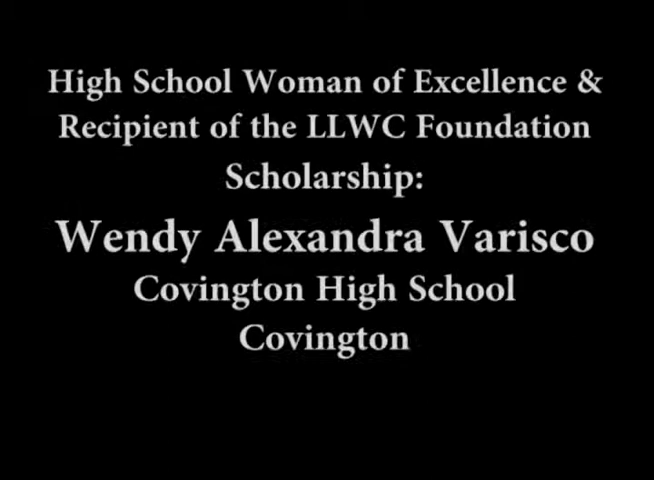 High School Woman of Excellence &
Recipient of the LLWC Foundation
Scholarship:
Wendy Alexandra Varisco
Covington High School
Covington